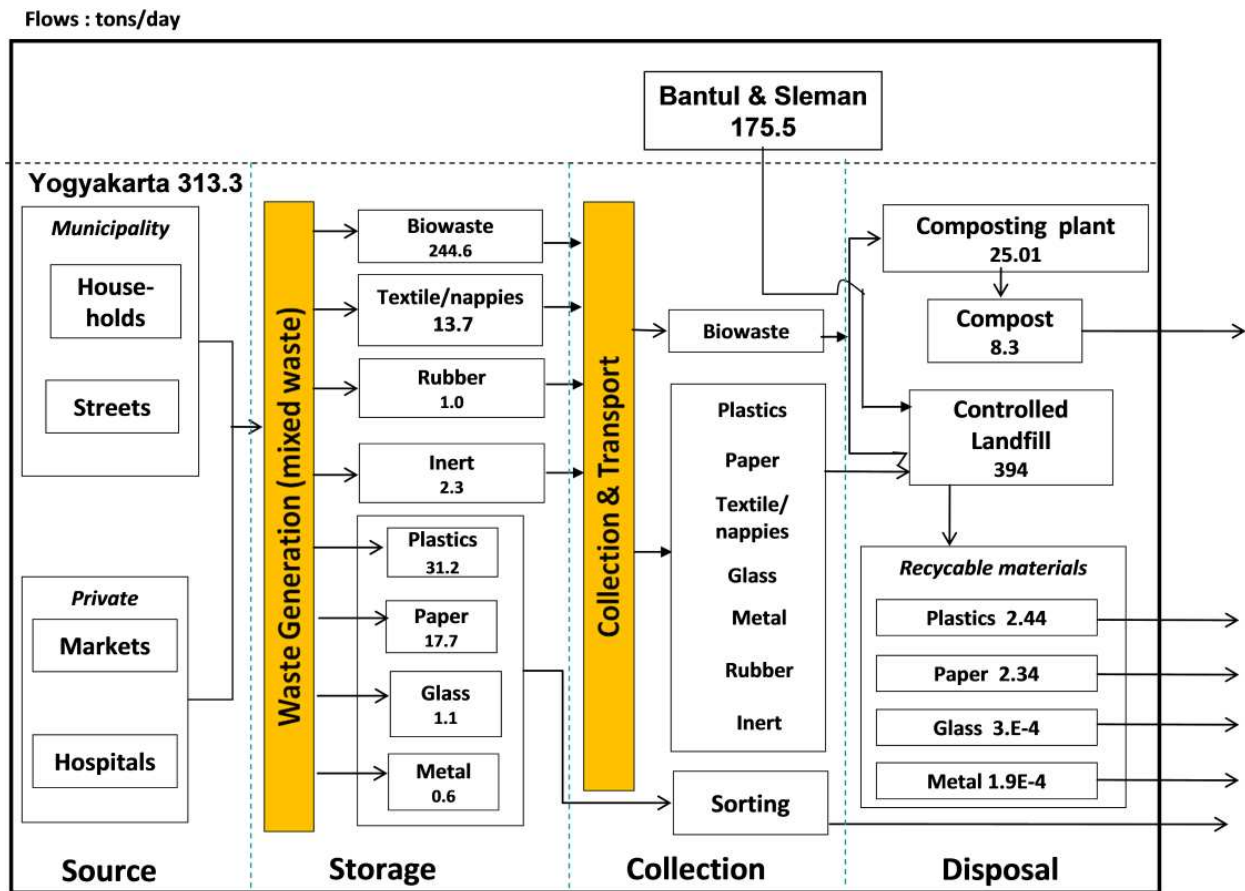 Flows : tons/day
Bantul & Sleman
175.5
Yogyakarta 313.3
Municipality
House-
holds
Streets
Private
Markets
Hospitals
Source
Waste Generation (mixed waste)
Biowaste
244.6
Textile/nappies
13.7
Rubber
1.0
Inert
2.3
Plastics
31.2
Paper
17.7
Glass
1.1
Metal
0.6
Storage
Collection & Transport
Biowaste
Plastics
Paper
Textile/
nappies
Glass
Metal
Rubber
Inert
Sorting
Collection
Composting plant
25.01
Compost
8.3
Controlled
Landfill
394
Recycable materials
Plastics 2.44
Paper 2.34
Glass 3.E-4
Metal 1.9E-4
Disposal